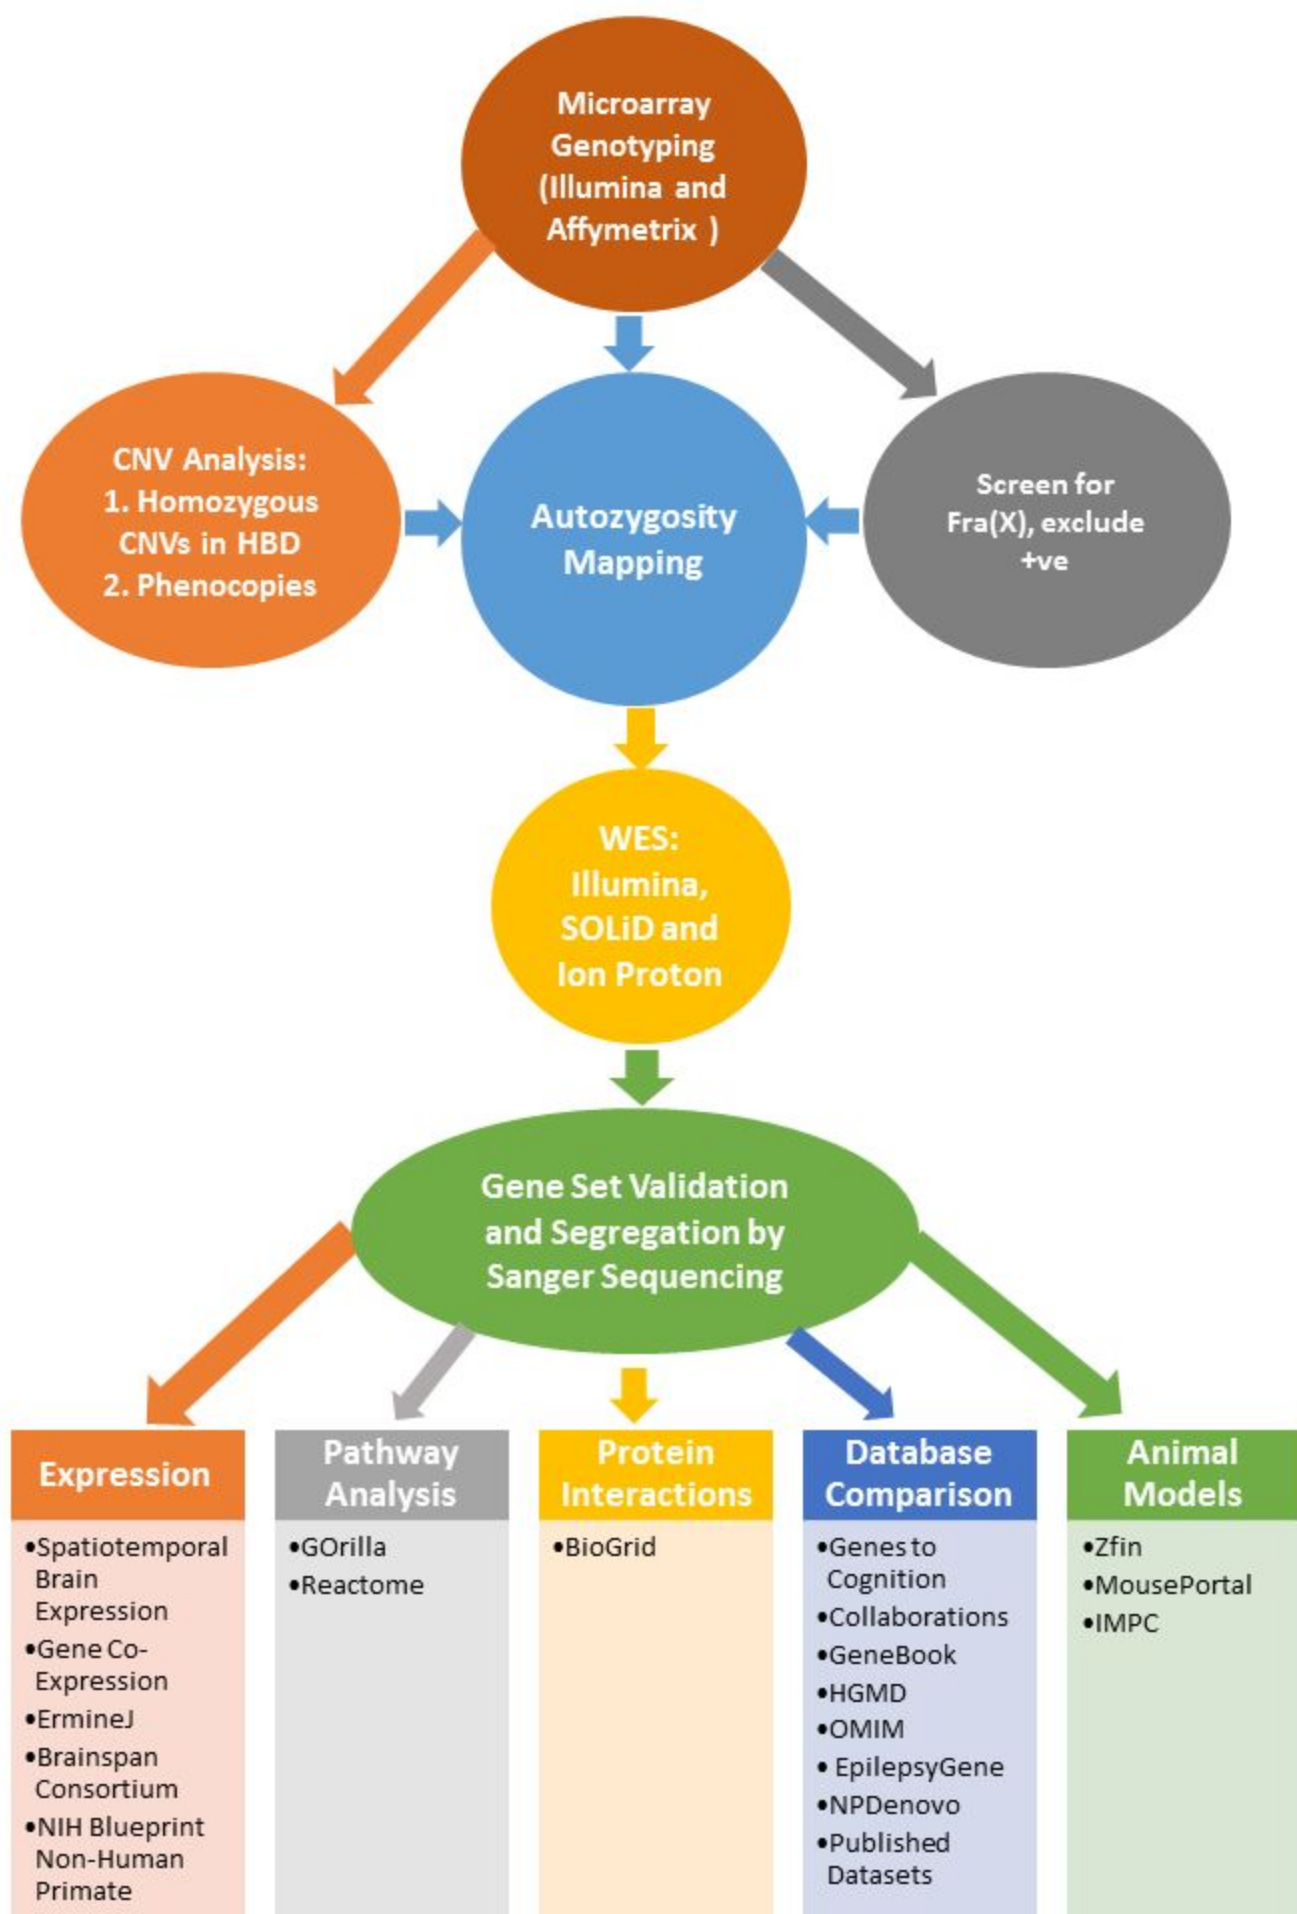 Microarray
Genotyping
(Illumina and
Affymetrix )
CNV Analysis:
1. Homozygous
CNVs in HBD
2. Phenocopies
Autozygosity
Mapping
Screen for
Fra(X), exclude
+ve
WES:
Illumina,
SOLiD and
Ion Proton
Gene Set Validation
and Segregation by
Sanger Sequencing
Expression
•Spatiotemporal
Brain
Expression
•Gene Co-
Expression
•ErmineJ
•Brainspan
Consortium
•NIH Blueprint
Non-Human
Primate
Pathway
Analysis
•GOrilla
•Reactome
Protein
Interactions
•BioGrid
Database
Comparison
•Genes to
Cognition
•Collaborations
•GeneBook
•HGMD
•OMIM
• EpilepsyGene
•NPDenovo
•Published
Datasets
Animal
Models
•Zfin
•MousePortal
•IMPC